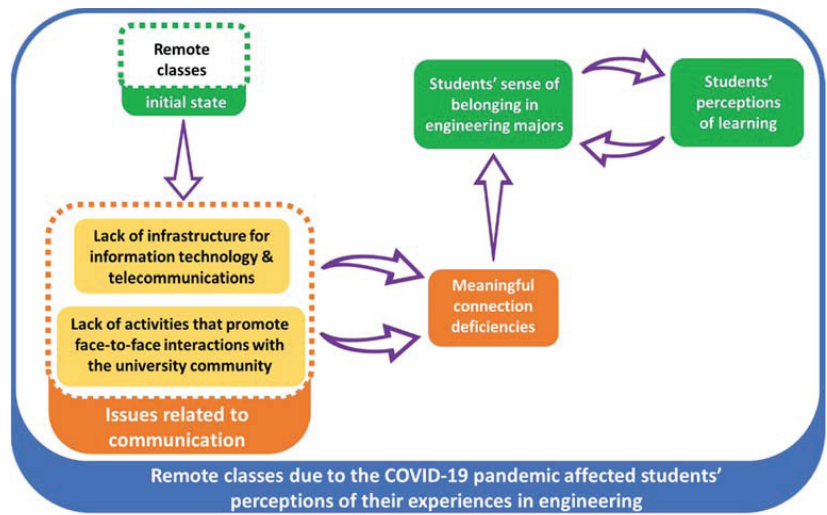 Remote
classes
initial state
Lack of infrastructure for
information technology &
telecommunications
Lack of activities that promote
face-to-face interactions with
the university community
Issues related to
communication
Meaningful
connection
deficiencies
Students’ sense of
belonging in
engineering majors
Students’
perceptions
of learning
Remote classes due to the COVID-19 pandemic affected students’
perceptions of their experiences in engineering